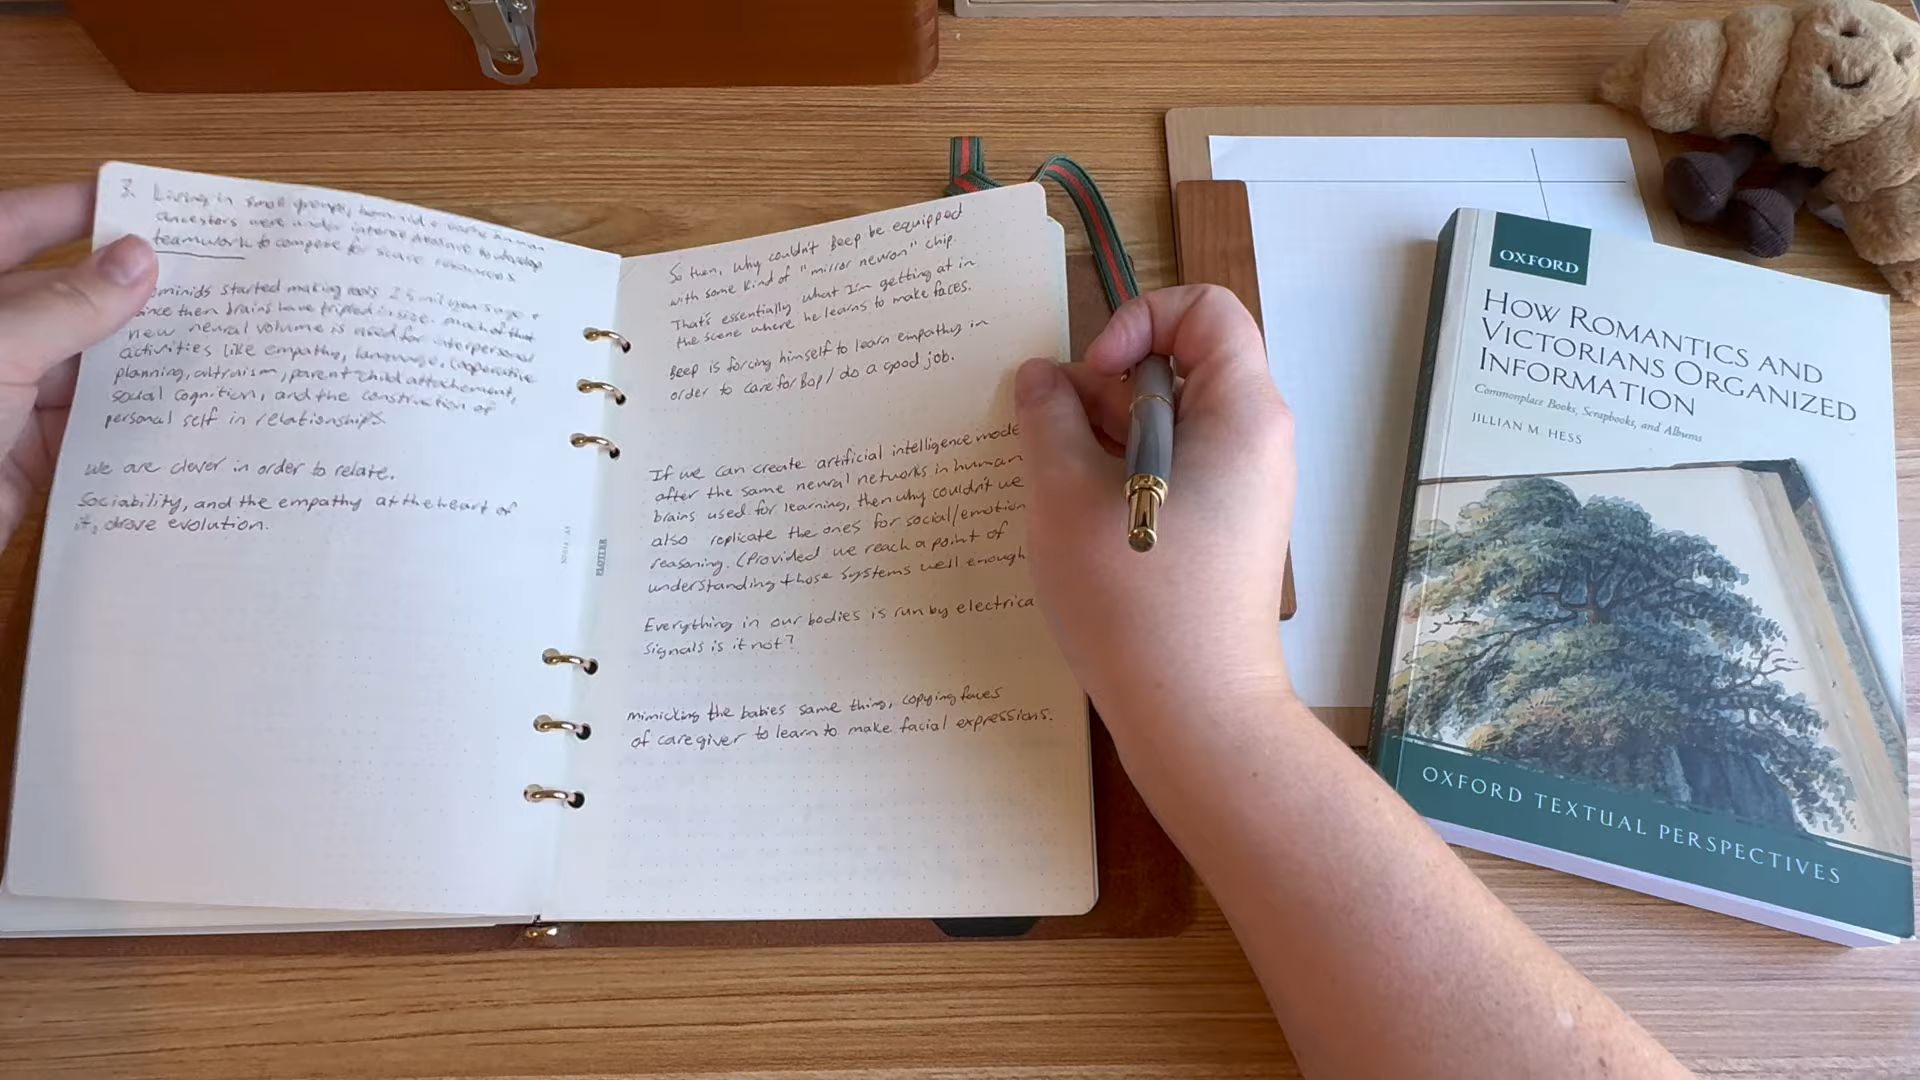 3. Living in small groups, hominid & early human
ancestors were under intense pressure to develop
teamwork to compete for scarce resources
ominids started making tools 2.5 mil years ago &
ince then brains have tripled in size. much of that
new neural volume is used for interpersonal
activities like empathy, language, cooperative
planning, altruism, parent-child attachement,
social cognition, and the construction of
personal self in relationships.
We are clever in order to relate.
Sociability, and the empathy at the heart of
it, drove evolution.
So then, why couldn't Beep be equipped
with some kind of "mirror neuron" chip.
That's essentially what I'm getting at in
the scene where he learns to make faces.
Beep is forcing himself to learn empathy in
order to care for Bop / do a good job.
If we can create artificial intelligence mode
after the same neural networks in human
brains used for learning, then why couldn't we
also replicate the ones for social/emotion
reasoning. (Provided we reach a point of
understanding those systems well enough
Everything in our bodies is run by electrica
signals is it not?
mimicking the babies same thing, copying faces
of caregiver to learn to make facial expressions.
PLOTTER
OXFORD
HOW ROMANTICS AND
VICTORIANS ORGANIZED
INFORMATION
Commonplace Books, Scrapbooks, and Albums
JILLIAN M. HESS
OXFORD TEXTUAL PERSPECTIVES